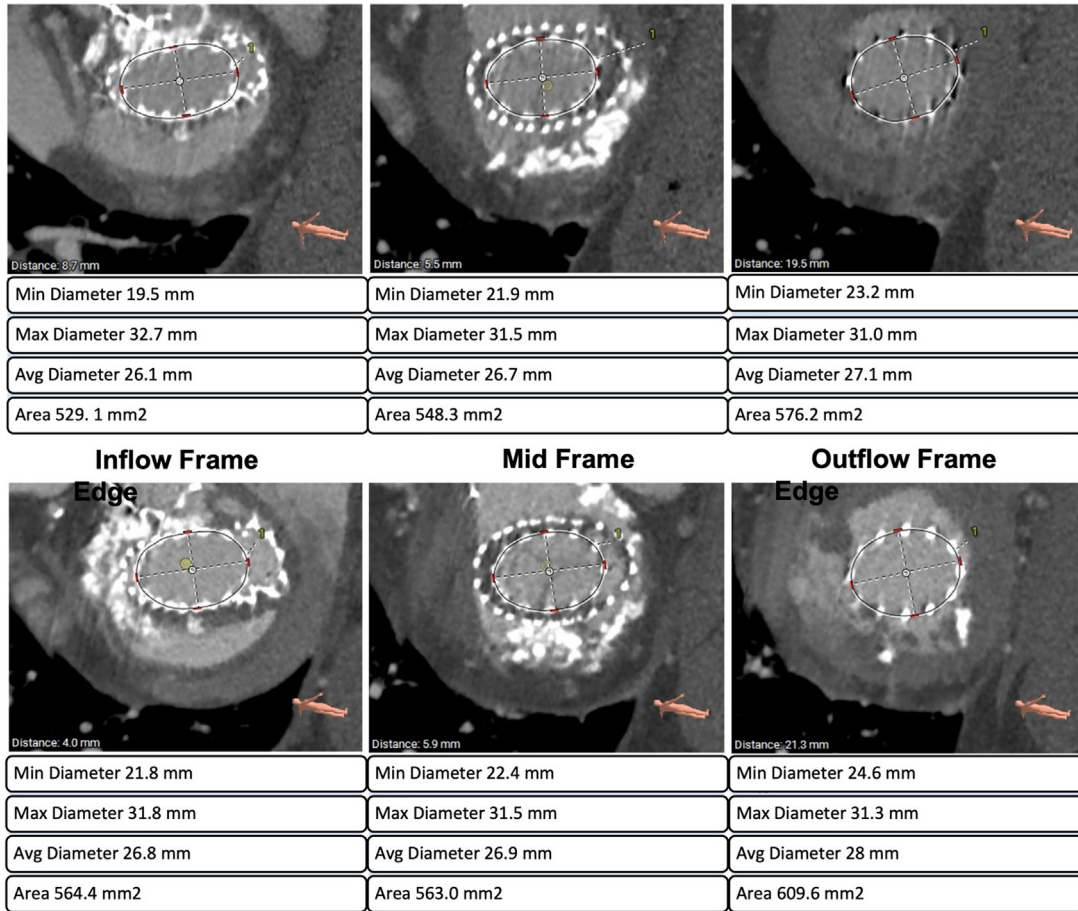 1
1
1
Distance: 8.7 mm
Distance: 5.5 mm
Distance: 19.5 mm
Min Diameter 19.5 mm
Min Diameter 21.9 mm
Min Diameter 23.2 mm
Max Diameter 32.7 mm
Max Diameter 31.5 mm
Max Diameter 31.0 mm
Avg Diameter 26.1 mm
Avg Diameter 26.7 mm
Avg Diameter 27.1 mm
Area 529. 1 mm2
Area 548.3 mm2
Area 576.2 mm2
Inflow Frame
Edge
Mid Frame
Outflow Frame
Edge
1
1
1
Distance: 4.0 mm
Distance: 5.9 mm
Distance: 21.3 mm
Min Diameter 21.8 mm
Min Diameter 22.4 mm
Min Diameter 24.6 mm
Max Diameter 31.8 mm
Max Diameter 31.5 mm
Max Diameter 31.3 mm
Avg Diameter 26.8 mm
Avg Diameter 26.9 mm
Avg Diameter 28 mm
Area 564.4 mm2
Area 563.0 mm2
Area 609.6 mm2